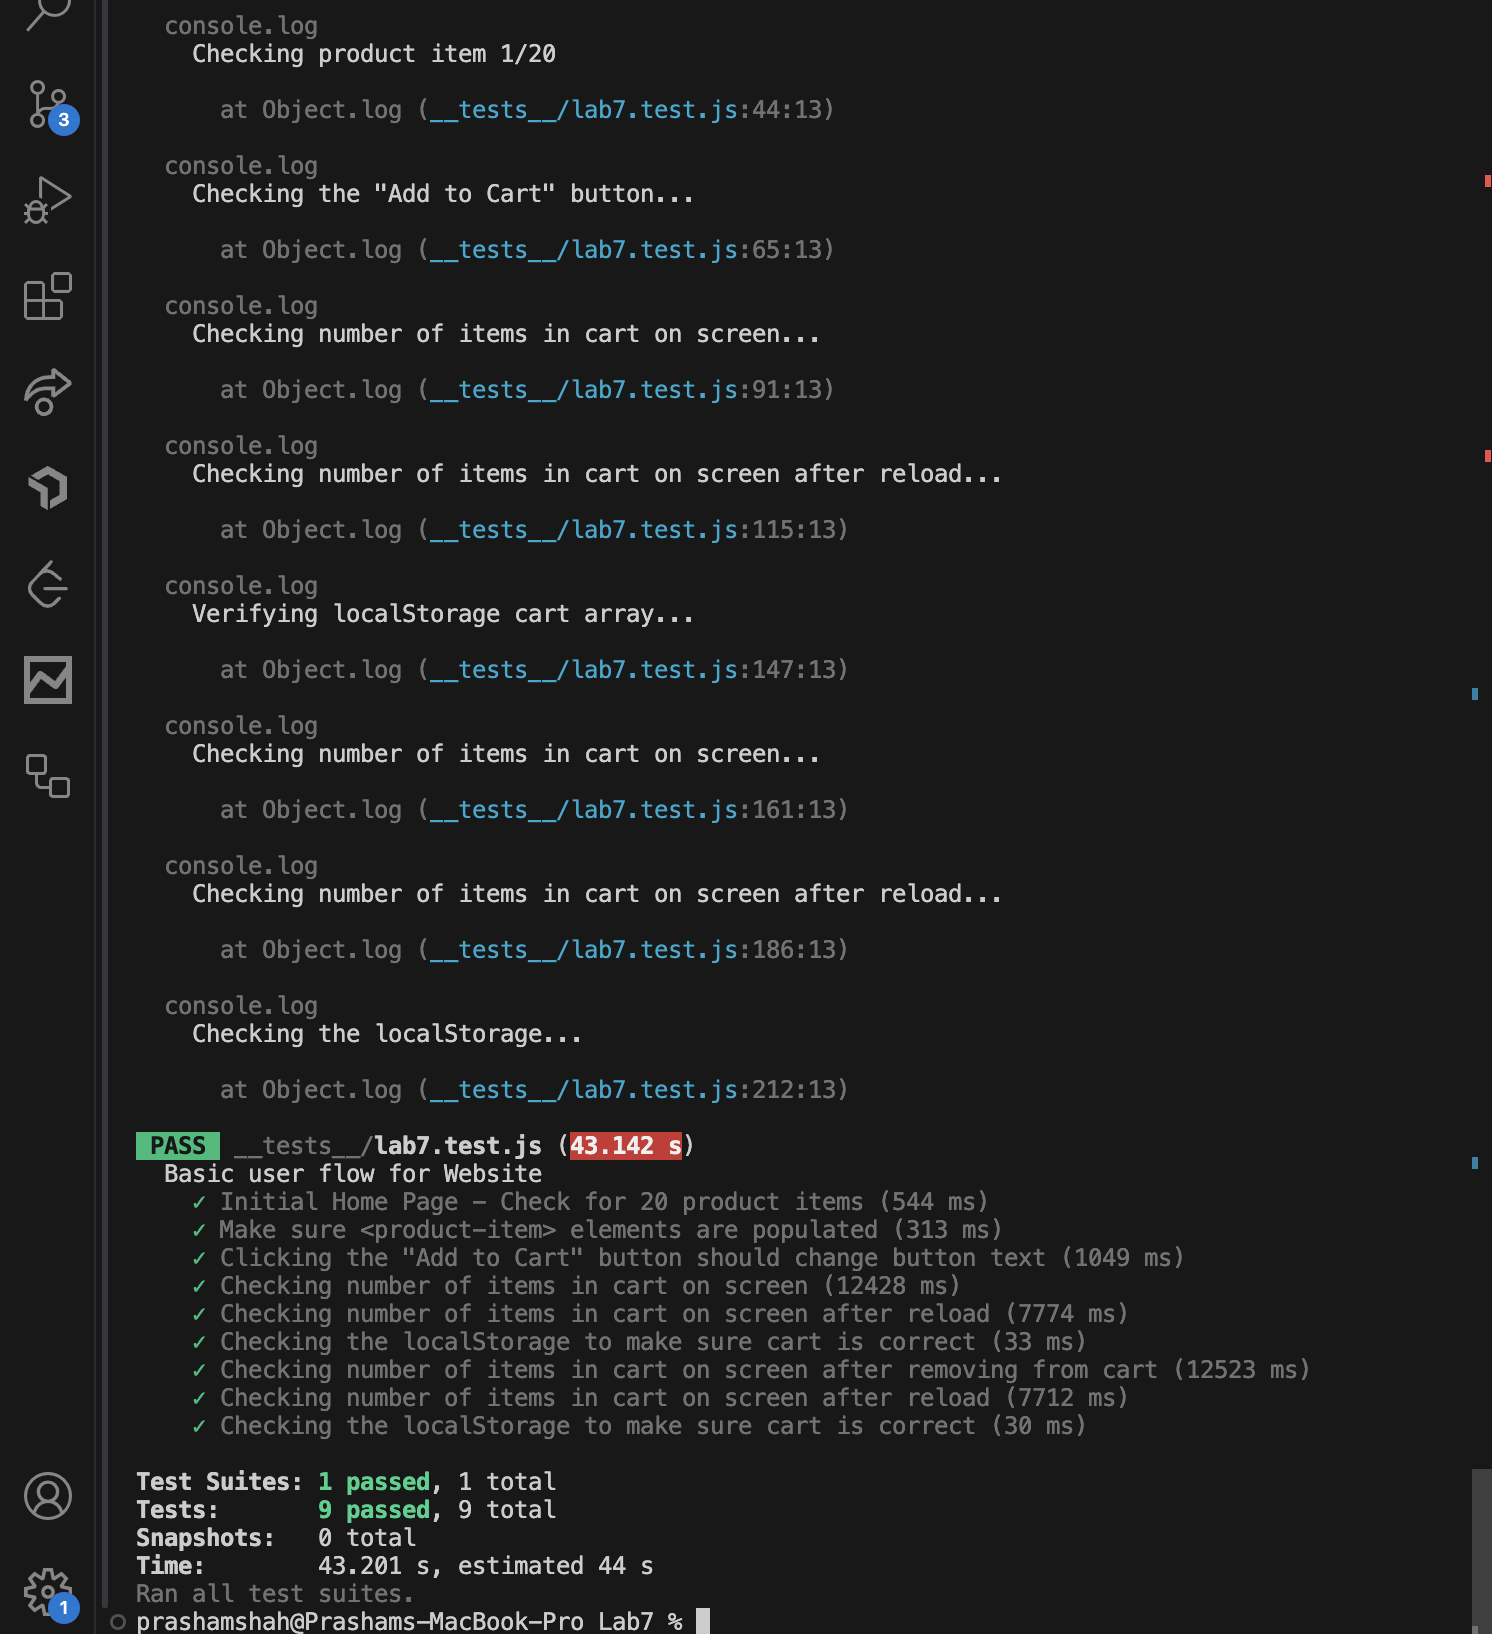 console.log
Checking product item 1/20
at Object.log (__tests__/lab7.test.js:44:13)
console.log
Checking the "Add to Cart" button...
at Object.log (__tests__/lab7.test.js:65:13)
console.log
Checking number of items in cart on screen...
at Object.log (__tests__/lab7.test.js:91:13)
console.log
Checking number of items in cart on screen after reload...
at Object.log (__tests__/lab7.test.js:115:13)
console.log
Verifying localStorage cart array...
at Object.log (__tests__/lab7.test.js:147:13)
console.log
Checking number of items in cart on screen...
at Object.log (__tests__/lab7.test.js:161:13)
console.log
Checking number of items in cart on screen after reload...
at Object.log (__tests__/lab7.test.js:186:13)
console.log
Checking the localStorage...
at Object.log (__tests__/lab7.test.js:212:13)
PASS __tests__/lab7.test.js (43.142 s)
Basic user flow for Website
✓ Initial Home Page – Check for 20 product items (544 ms)
✓ Make sure <product-item> elements are populated (313 ms)
✓ Clicking the "Add to Cart" button should change button text (1049 ms)
✓ Checking number of items in cart on screen (12428 ms)
✓ Checking number of items in cart on screen after reload (7774 ms)
✓ Checking the localStorage to make sure cart is correct (33 ms)
✓ Checking number of items in cart on screen after removing from cart (12523 ms)
✓ Checking number of items in cart on screen after reload (7712 ms)
✓ Checking the localStorage to make sure cart is correct (30 ms)
Test Suites: 1 passed, 1 total
Tests: 9 passed, 9 total
Snapshots: 0 total
Time: 43.201 s, estimated 44 s
Ran all test suites.
prashamshah@Prashams-MacBook-Pro Lab7 %
3
1